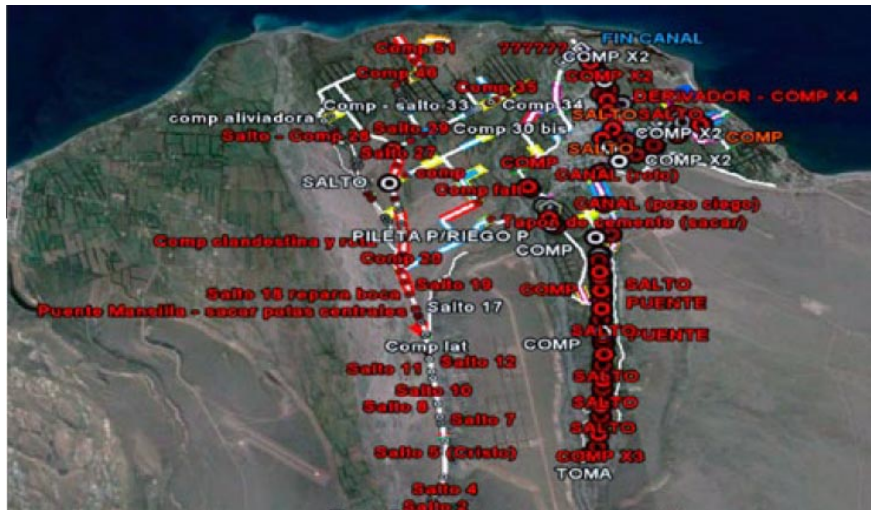 FIN CANAL
Comp 51
??????
COMP X2
Comp 46
COMP X2
Comp 35
DERIVADOR - COMP X4
Comp - salto 33
Comp 34
comp aliviadora
SALTO
SALTO
Salto 29
Comp 30 bis
COMP X2
COMP
Salto - Comp 28
SALTO
Salto 27
COMP
COMP X2
comp
CANAL (roto)
SALTO
Comp fall
CANAL (pozo ciego)
Tapon de cemento (sacar)
PILETA P/RIEGO P
Comp clandestina y rota
COMP
Comp 20
Salto 19
SALTO
COMP
Salto 18 repara boca
PUENTE
Salto 17
Puente Mansilla - sacar patas centrales
SALTO
PUENTE
Comp lat
COMP
Salto 12
Salto 11
SALTO
Salto 10
Salto 8
SALTO
Salto 7
SALTO
Salto 5 (Cristo)
COMP X3
TOMA
Salto 4
Salto 2